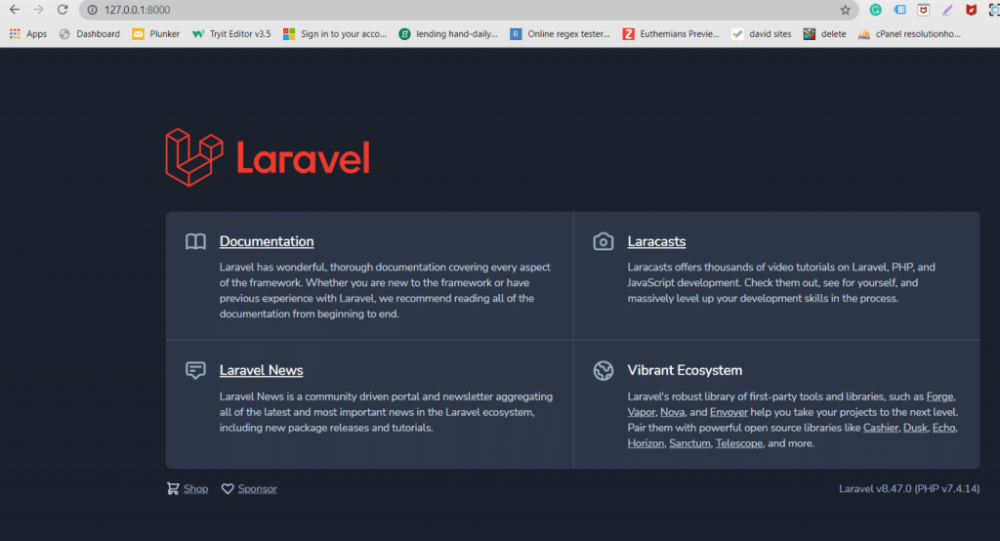 127.0.0.1:8000
Apps Dashboard Plunker Tryit Editor v3.5 Sign in to your acco... lending hand-daily... Online regex tester... Euthemians Previe... david sites delete cPanel resolutionho...
Laravel
Documentation
Laravel has wonderful, thorough documentation covering every aspect
of the framework. Whether you are new to the framework or have
previous experience with Laravel, we recommend reading all of the
documentation from beginning to end.
Laracasts
Laracasts offers thousands of video tutorials on Laravel, PHP, and
JavaScript development. Check them out, see for yourself, and
massively level up your development skills in the process.
Laravel News
Laravel News is a community driven portal and newsletter aggregating
all of the latest and most important news in the Laravel ecosystem,
including new package releases and tutorials.
Vibrant Ecosystem
Laravel's robust library of first-party tools and libraries, such as Forge,
Vapor, Nova, and Envoyer help you take your projects to the next level.
Pair them with powerful open source libraries like Cashier, Dusk, Echo,
Horizon, Sanctum, Telescope, and more.
Shop Sponsor
Laravel v8.47.0 (PHP v7.4.14)